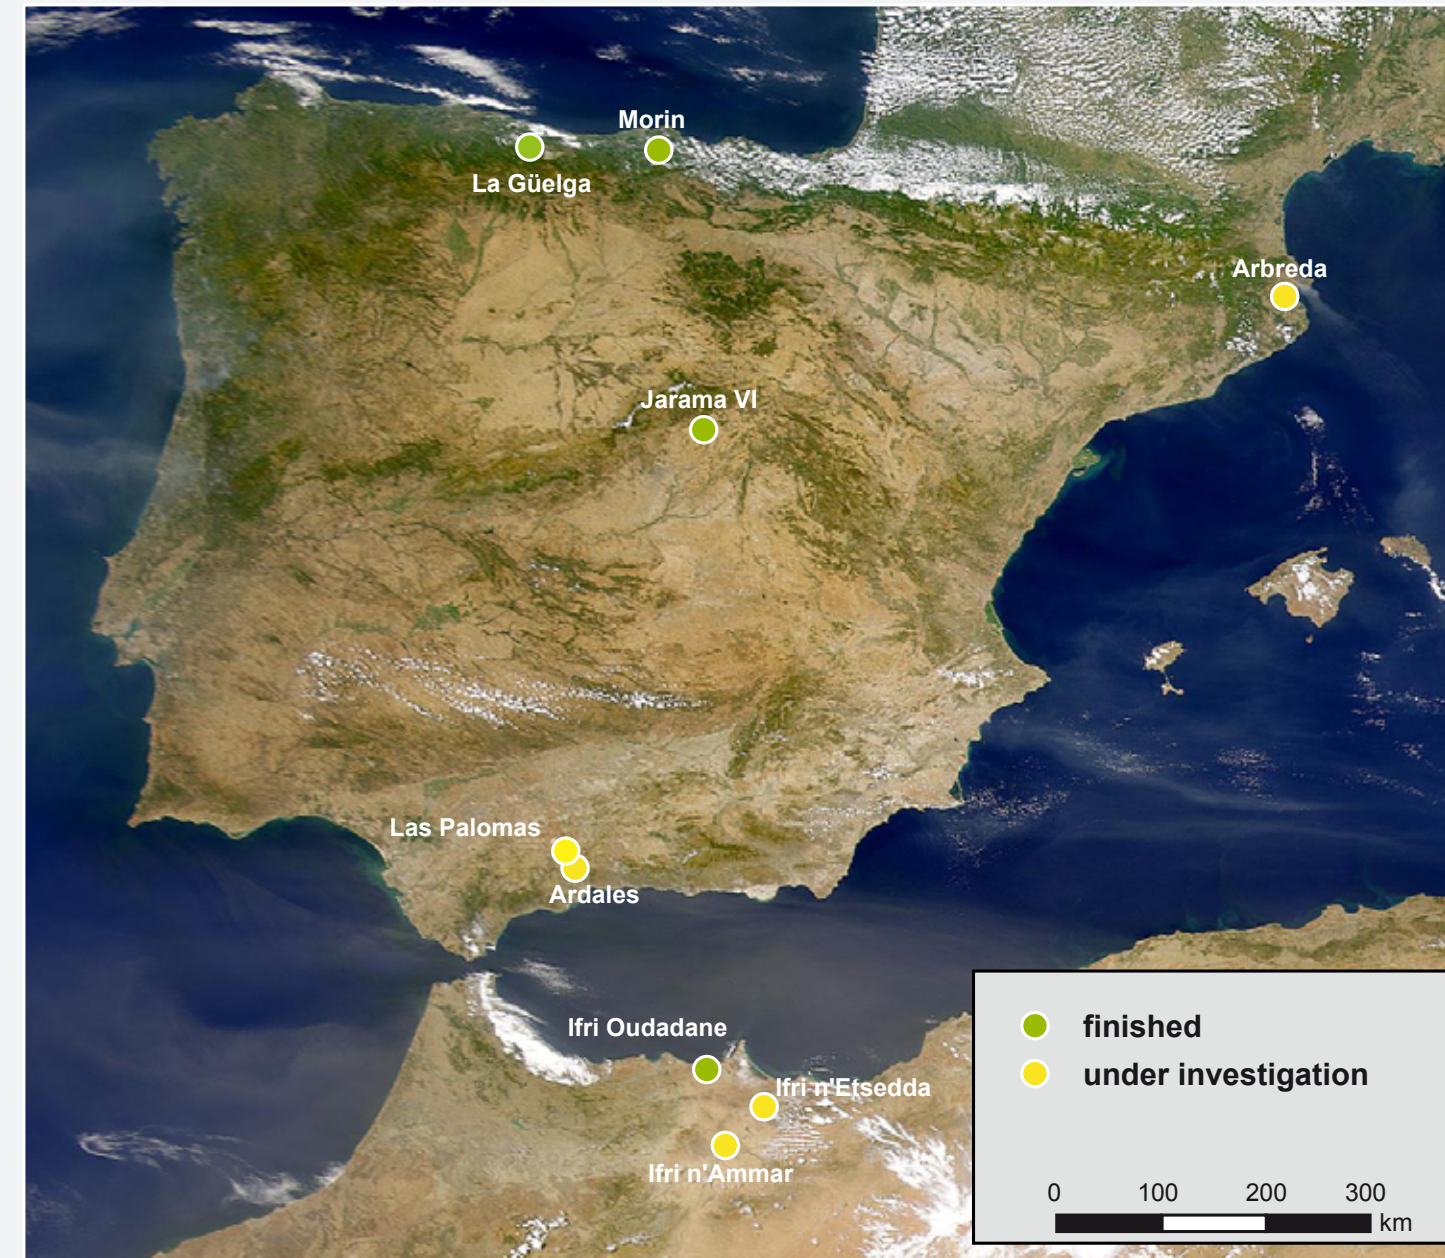 Morin
La Güelga
Arbreda
Jarama VI
Las Palomas
Ardales
Ifri Oudadane
Ifri n'Etsedda
Ifri n'Ammar
finished
under investigation
0 100 200 300
km